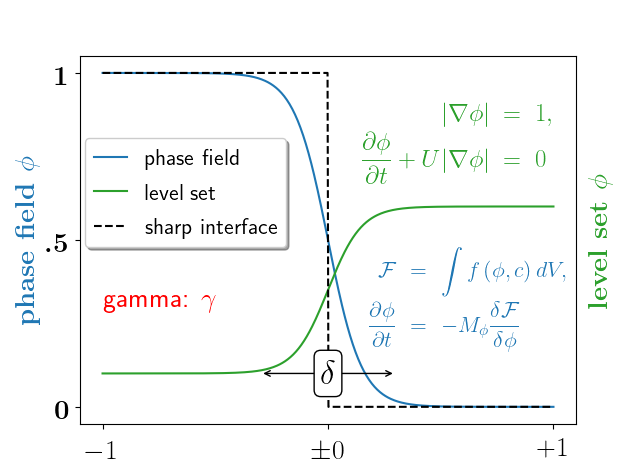 1
.5
0
phase field ϕ
phase field
level set
sharp interface
gamma: γ
|∇ϕ| = 1,
∂ϕ/∂t + U|∇ϕ| = 0
ℱ = ∫ f (ϕ, c) dV,
∂ϕ/∂t = −M_ϕ δℱ/δϕ
δ
level set ϕ
−1
±0
+1